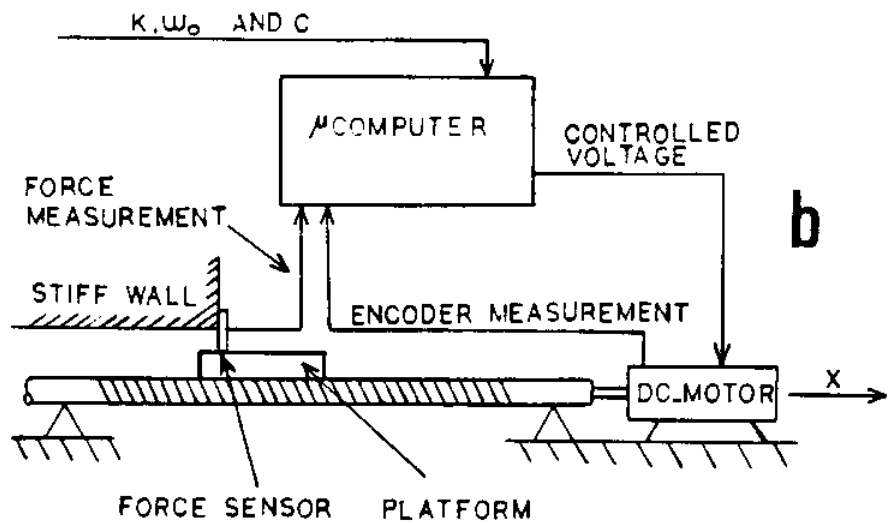 K, ω₀ AND C
μCOMPUTER
CONTROLLED
VOLTAGE
FORCE
MEASUREMENT
b
STIFF WALL
ENCODER MEASUREMENT
DC_MOTOR
X
FORCE SENSOR
PLATFORM